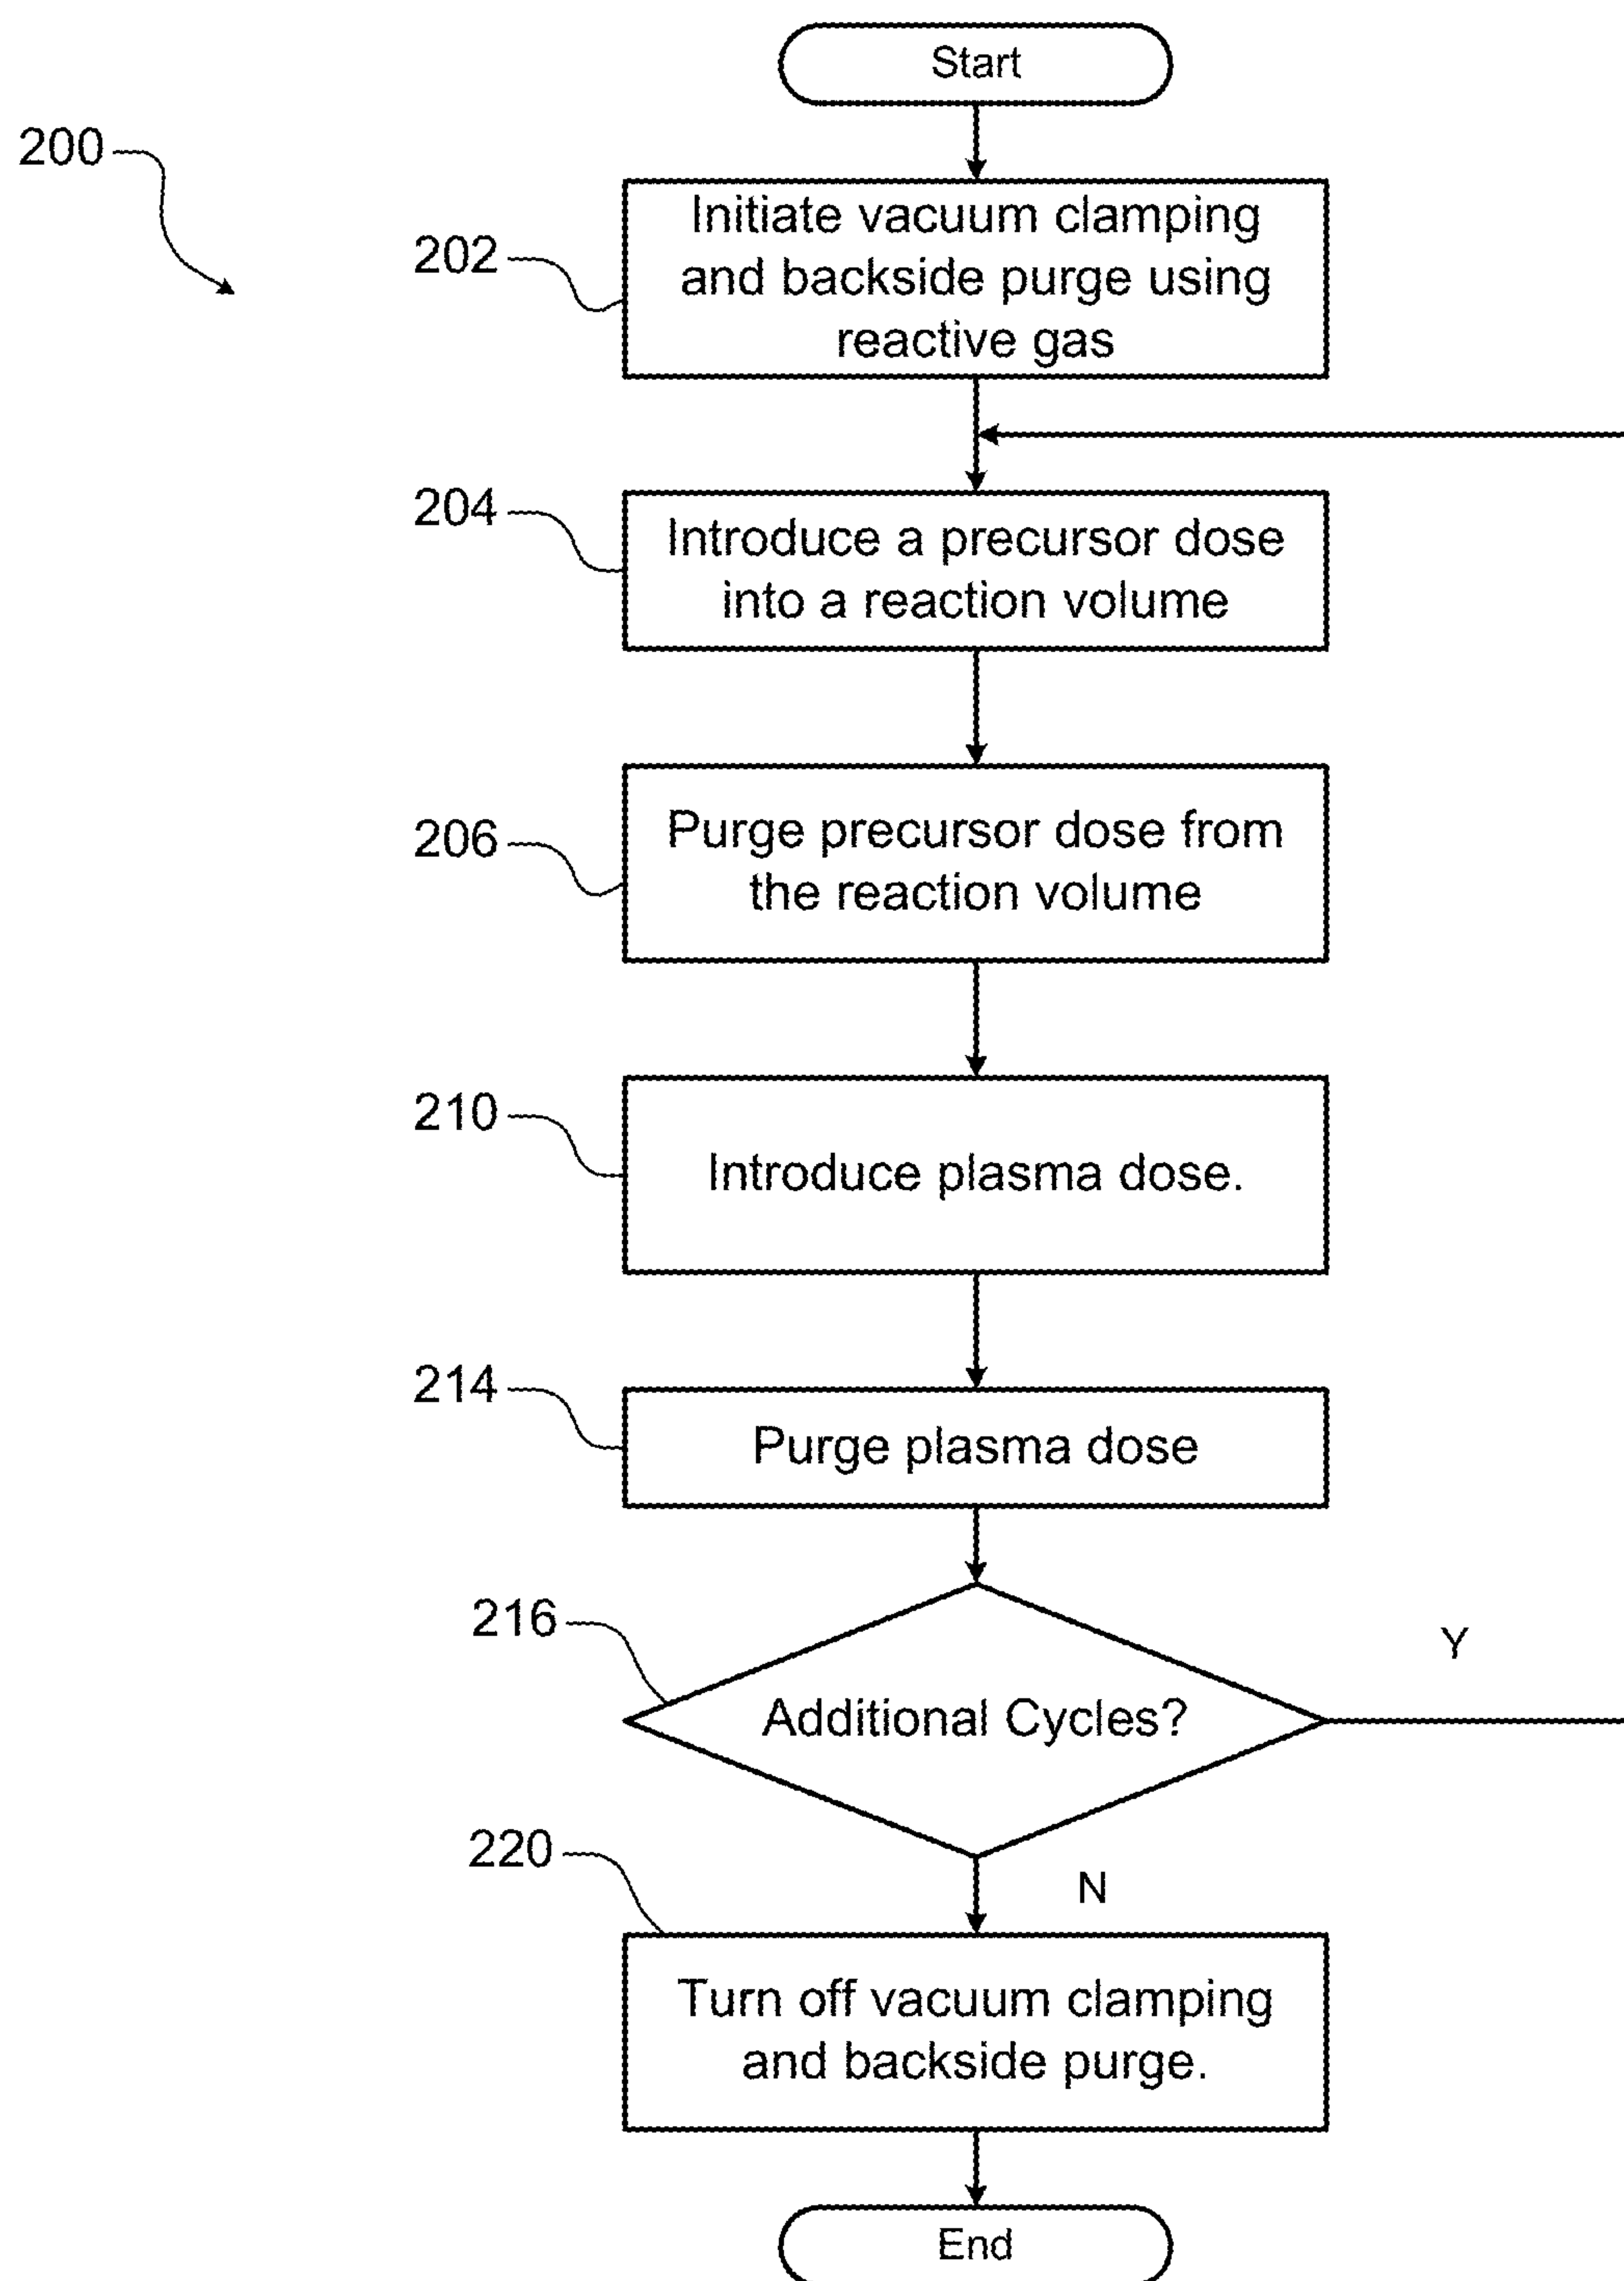 Start
200
202
Initiate vacuum clamping
and backside purge using
reactive gas
204
Introduce a precursor dose
into a reaction volume
206
Purge precursor dose from
the reaction volume
210
Introduce plasma dose.
214
Purge plasma dose
216
Additional Cycles?
Y
N
220
Turn off vacuum clamping
and backside purge.
End